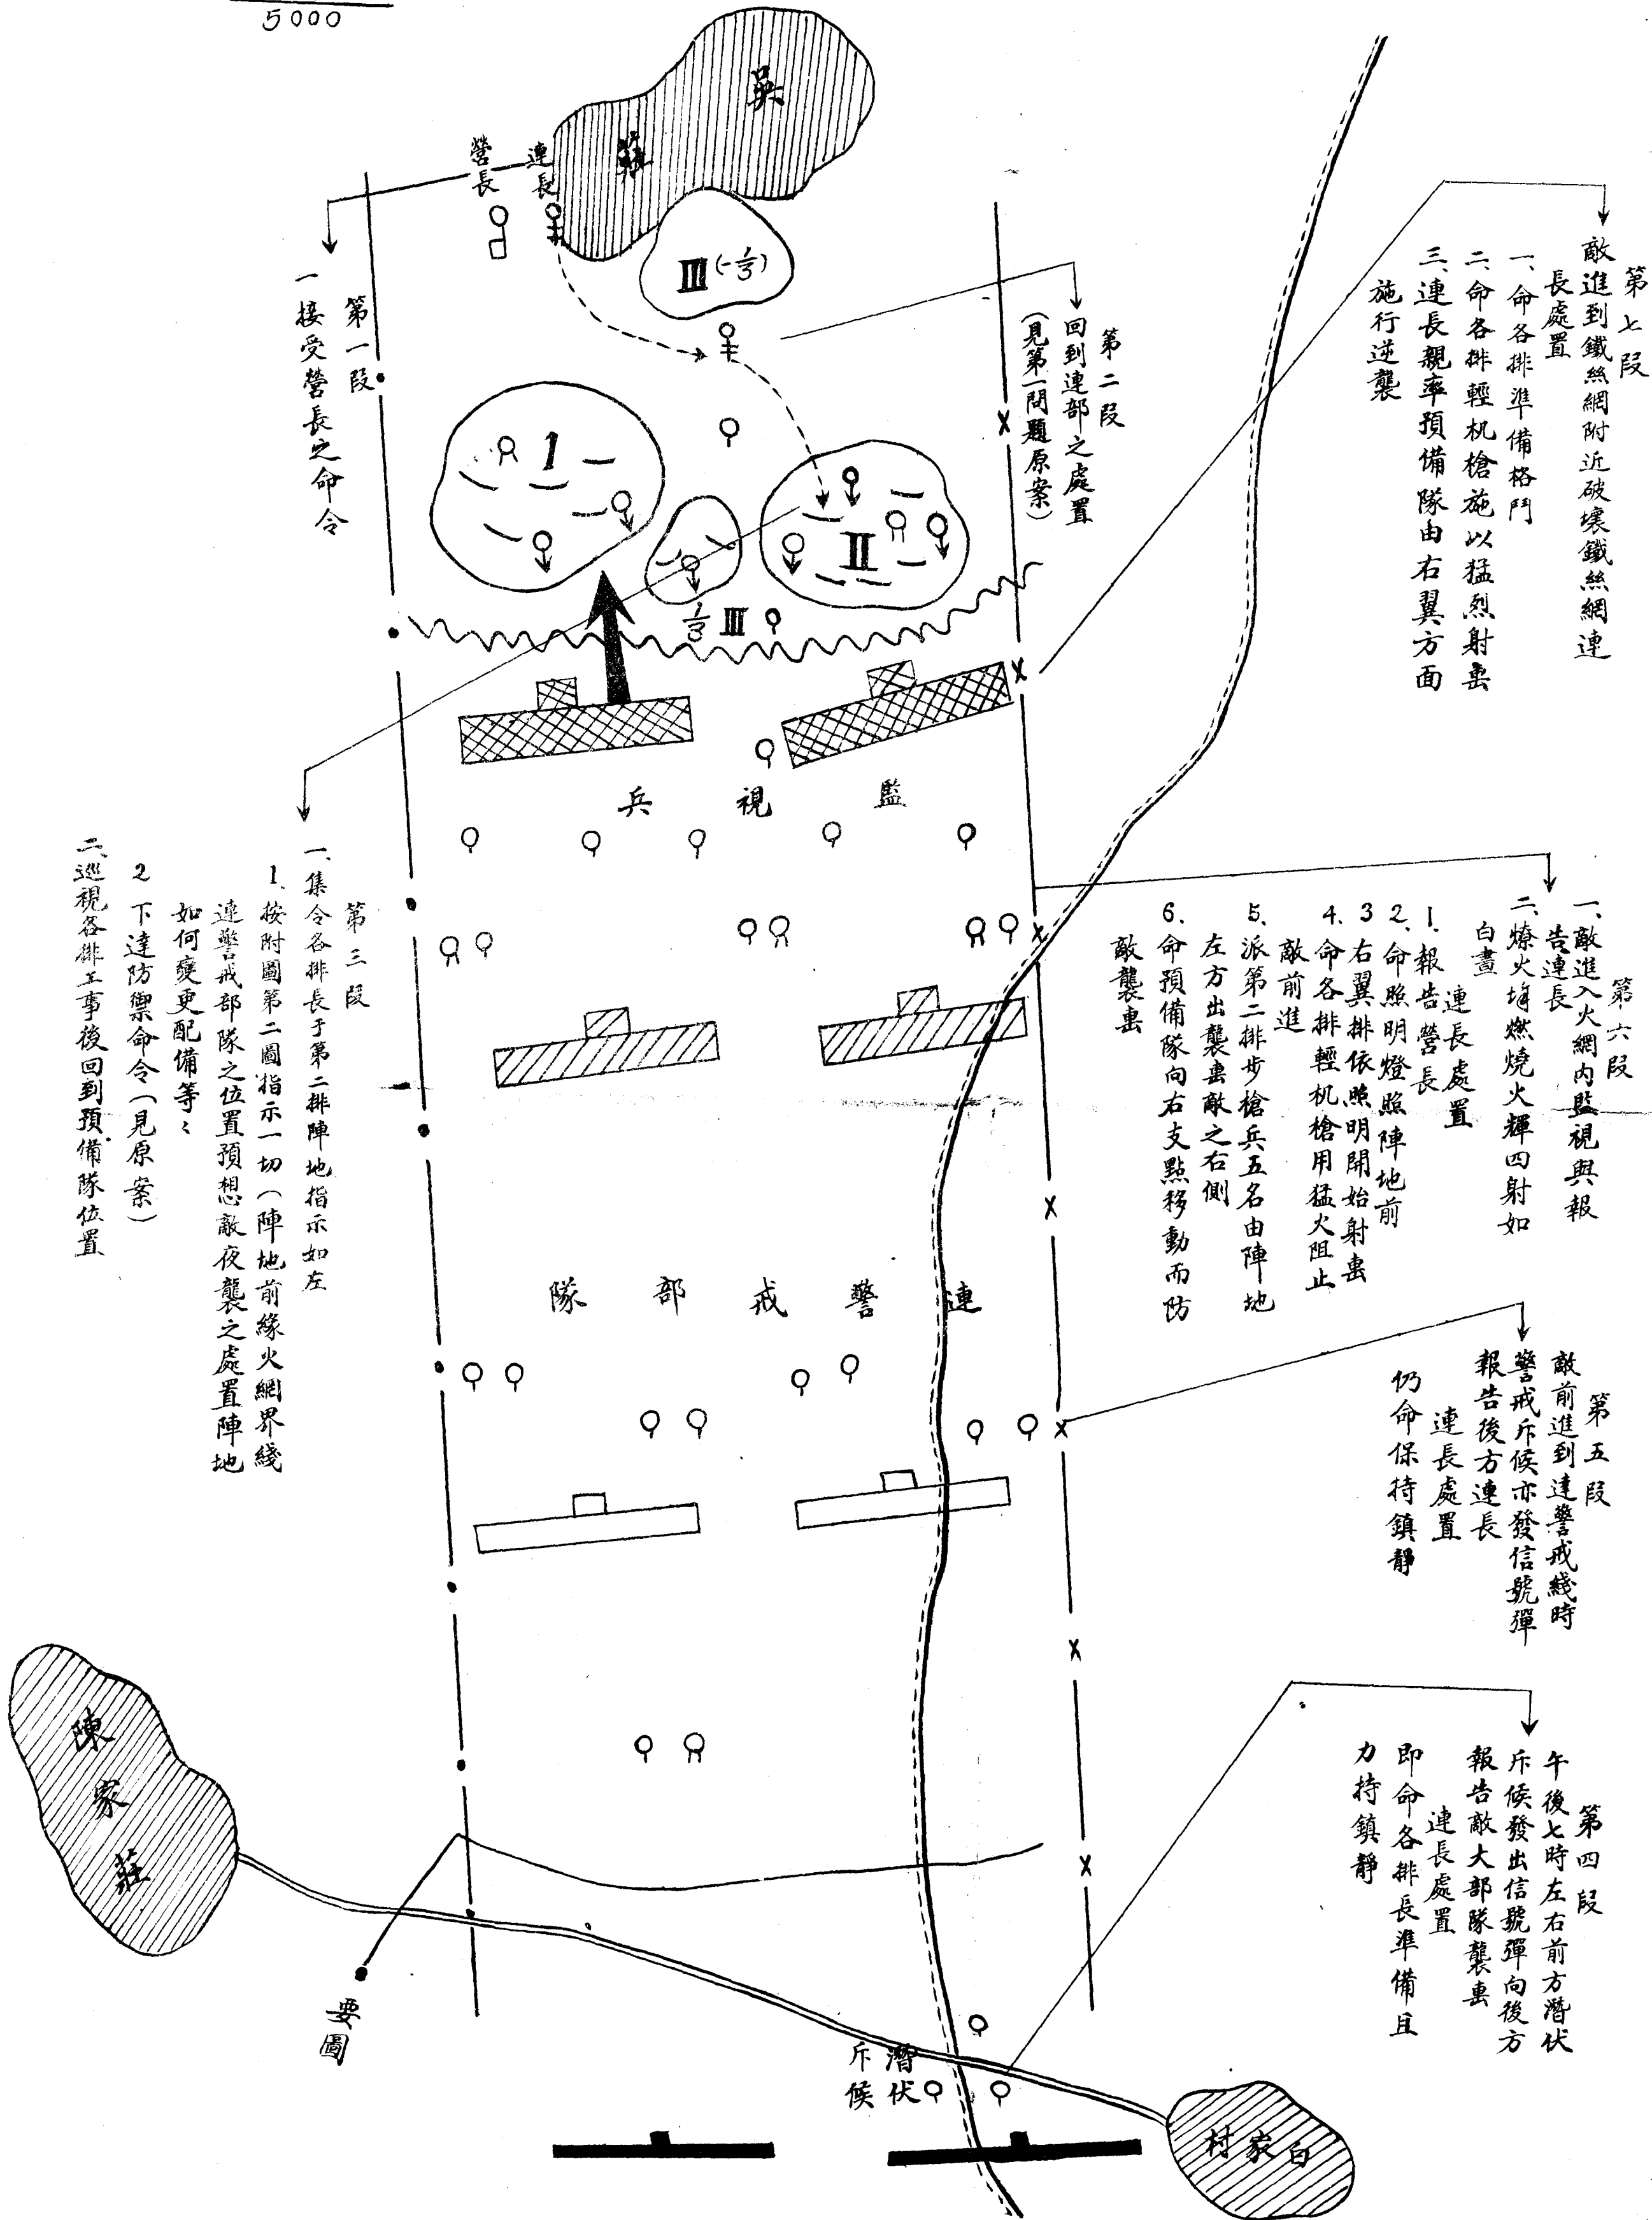 5000
吳莊
營長
連長
III(-1/3)
第一段
一接受營長之命令
第二段
回到連部之處置
(見第一問題原案)
I
II
1/3 III
第七段
敵進到鐵絲網附近破壞鐵絲網連
長處置
一、命各排準備格鬥
二、命各排輕机槍施以猛烈射击
三、連長親率預備隊由右翼方面
施行逆襲
監視兵
第三段
一、集合各排長于第二排陣地指示如左
1、按附圖第二圖指示一切(陣地前緣火網界綫
連警戒部隊之位置預想敵夜襲之處置陣地
如何變更配備等〻
2 下達防禦命令(見原案)
二、巡視各排工事後回到預備隊位置
第六段
一、敵進入火網內監視與報
告連長
二、燎火堆燃燒火輝四射如
白晝
連長處置
1、報告營長
2、命照明燈照陣地前
3 右翼排依照明開始射击
4、命各排輕机槍用猛火阻止
敵前進
5、派第二排步槍兵五名由陣地
左方出襲击敵之右側
6、命預備隊向右支點移動而防
敵襲击
連警戒部隊
第五段
敵前進到達警戒綫時
警戒斥候亦發信號彈
報告後方連長
連長處置
仍命保持鎮靜
第四段
午後七時左右前方潛伏
斥候發出信號彈向後方
報告敵大部隊襲击
連長處置
即命各排長準備且
力持鎮靜
陳家莊
要圖
潛伏
斥候
白家村